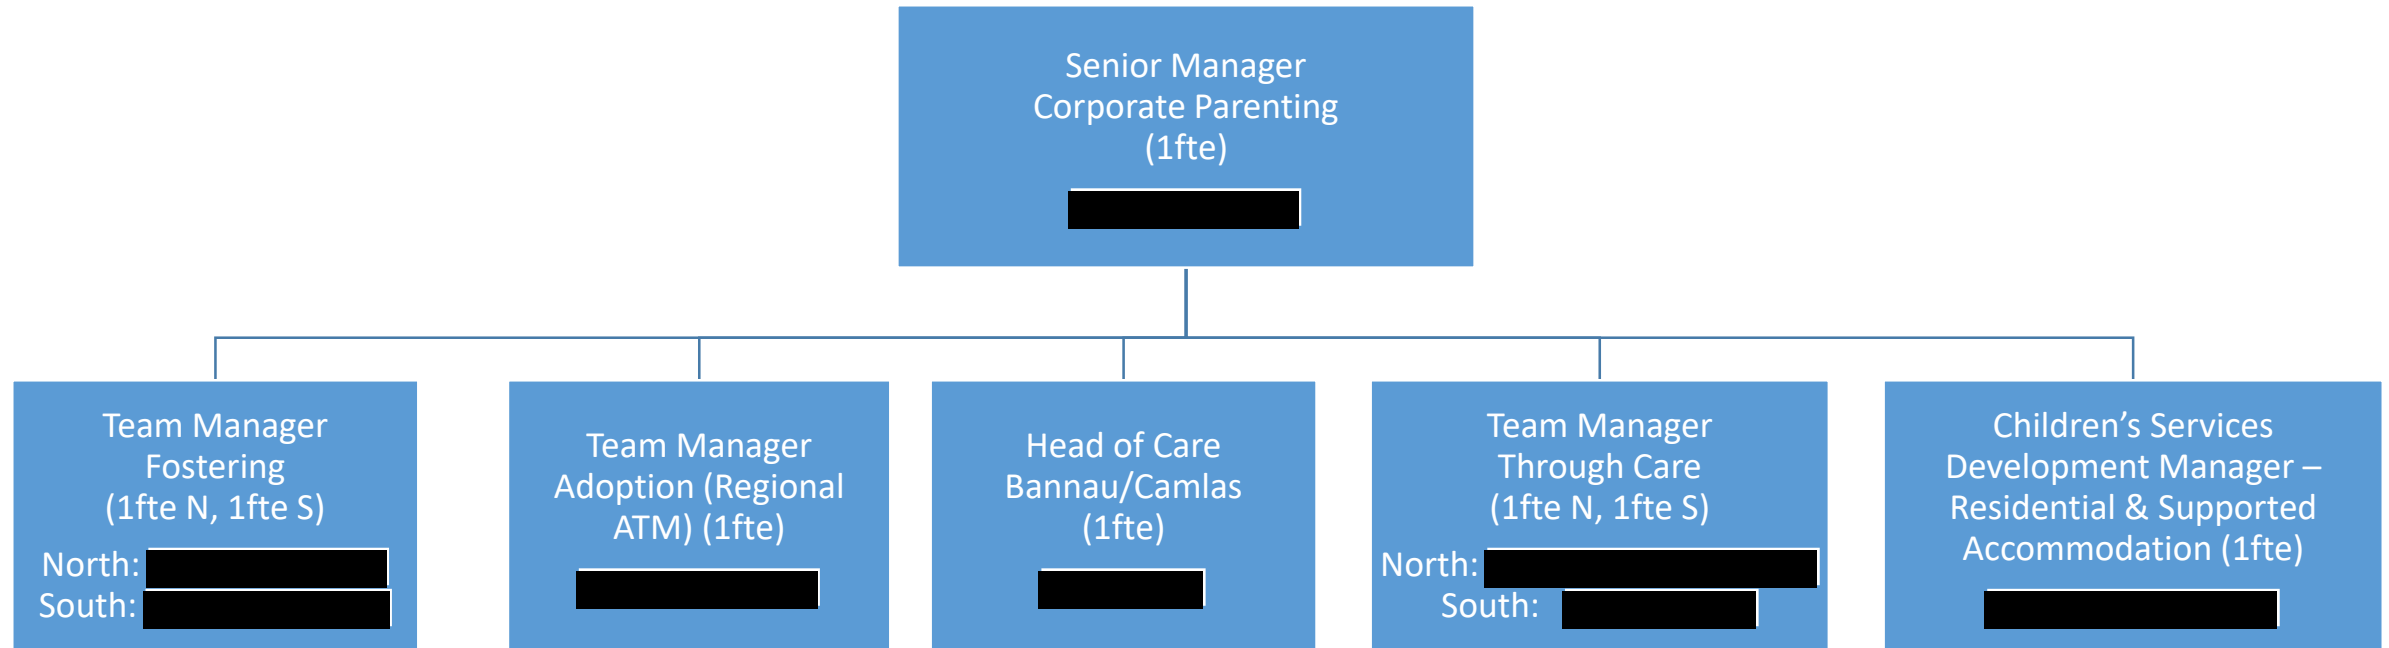 Senior Manager
Corporate Parenting
(1fte)
Team Manager
Fostering
(1fte N, 1fte S)
North:
South:
Team Manager
Adoption (Regional
ATM) (1fte)
Head of Care
Bannau/Camlas
(1fte)
Team Manager
Through Care
(1fte N, 1fte S)
North:
South:
Children’s Services
Development Manager –
Residential & Supported
Accommodation (1fte)